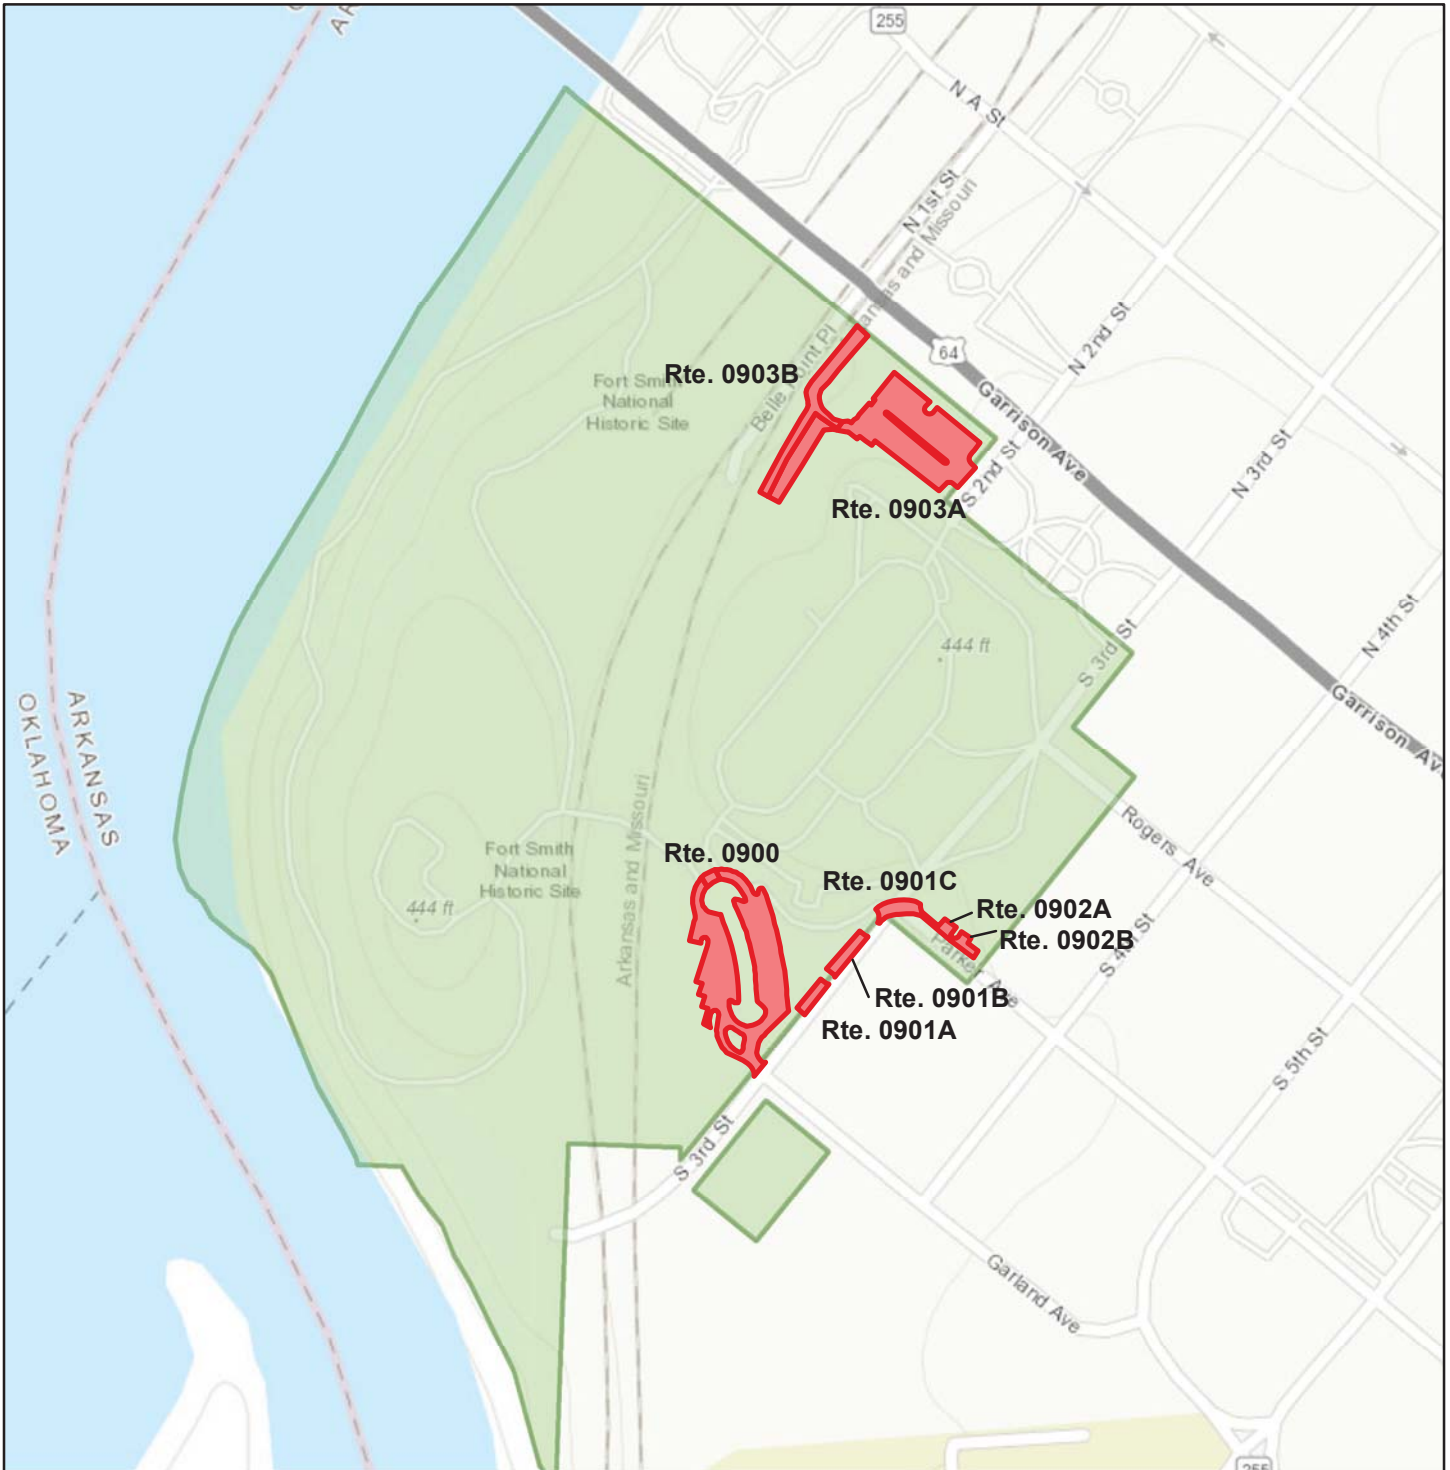 255
AR
N A St
N 1st St
Arkansas and Missouri
N 2nd St
64
Garrison Ave
Belle Point Pl
Rte. 0903B
Fort Smith
National
Historic Site
Rte. 0903A
S 2nd St
N 3rd St
N 4th St
S 3rd St
444 ft
Garrison Av
ARKANSAS
OKLAHOMA
Arkansas and Missouri
Rogers Ave
Fort Smith
National
Historic Site
444 ft
Rte. 0900
Rte. 0901C
Rte. 0902A
Rte. 0902B
Parker Ave
S 4th St
Rte. 0901B
Rte. 0901A
S 5th St
S 3rd St
Garland Ave
255